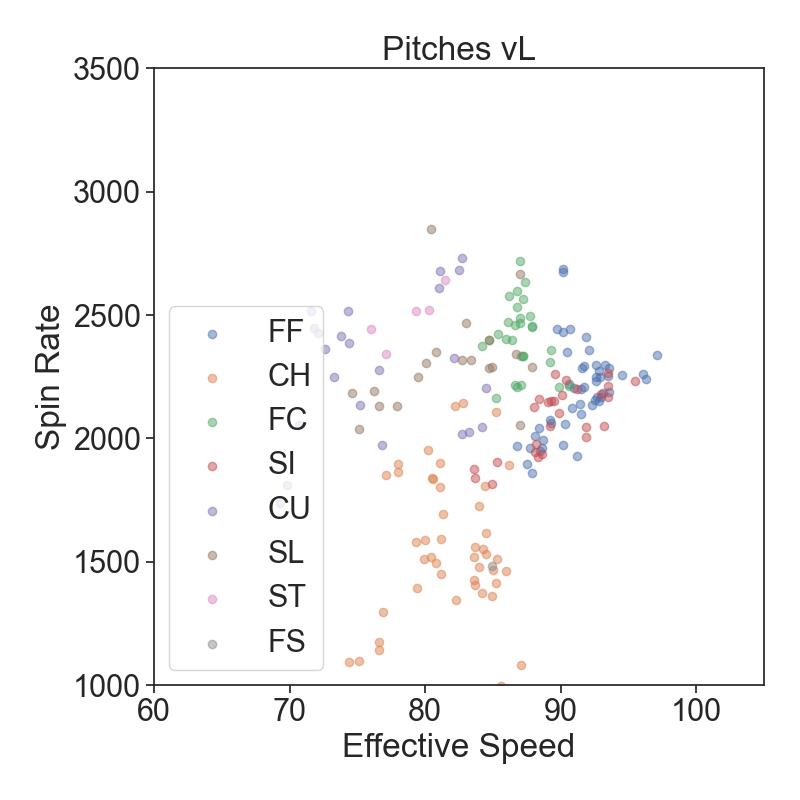 Pitches vL
3500
3000
2500
2000
1500
1000
Spin Rate
FF
CH
FC
SI
CU
SL
ST
FS
60 70 80 90 100
Effective Speed